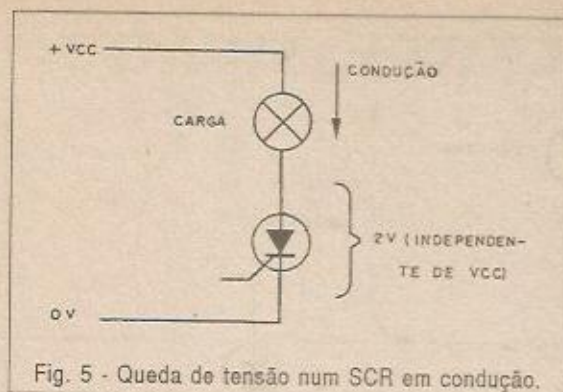 + VCC
CONDUÇÃO
CARGA
2V (INDEPENDEN-
TE DE VCC)
0V
Fig. 5 - Queda de tensão num SCR em condução.